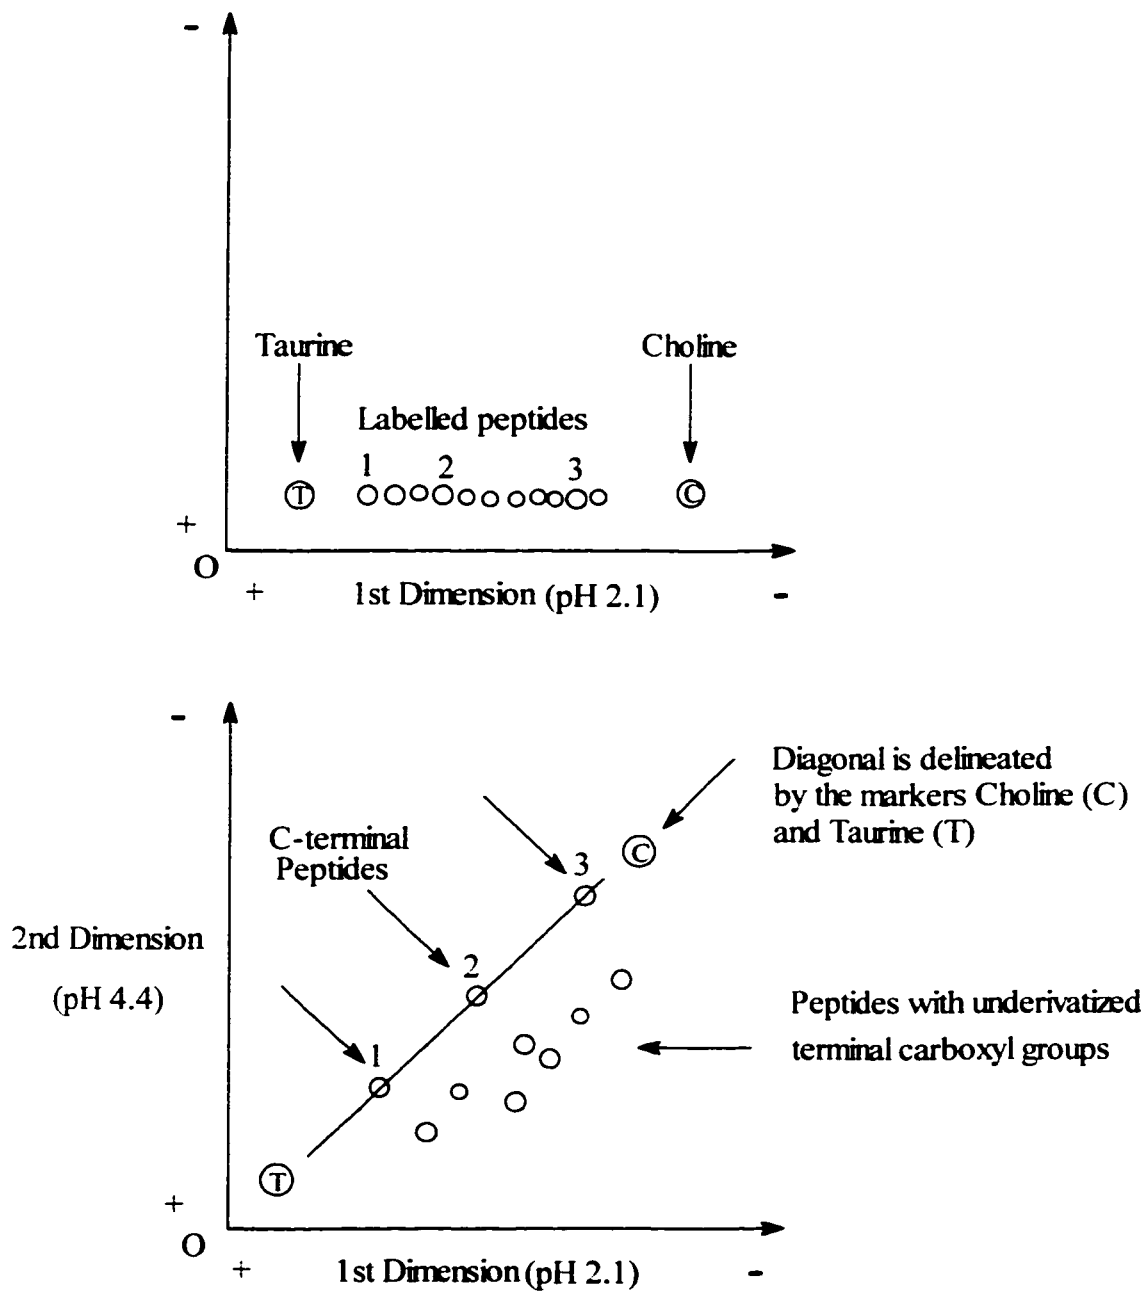 -
Taurine
Choline
Labelled peptides
1
2
3
T
C
+
O
+
1st Dimension (pH 2.1)
-
-
Diagonal is delineated
by the markers Choline (C)
and Taurine (T)
C-terminal
Peptides
3
C
2nd Dimension
(pH 4.4)
2
Peptides with underivatized
terminal carboxyl groups
1
T
+
O
+
1st Dimension (pH 2.1)
-